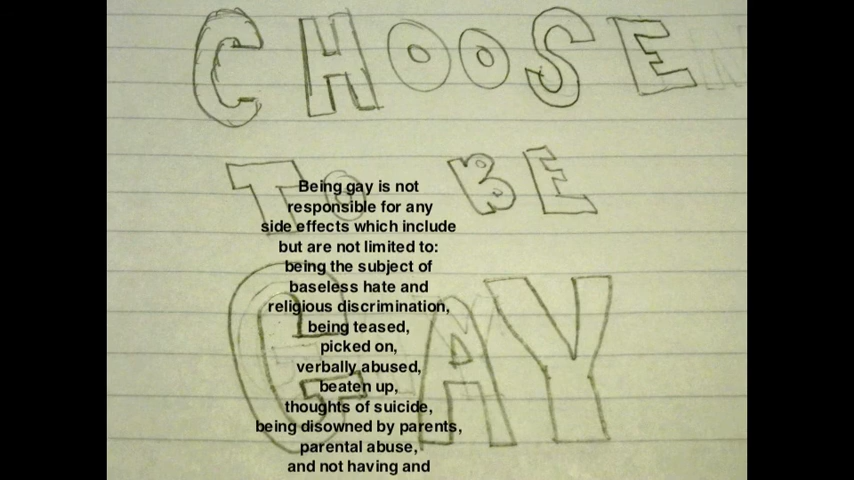 CHOOSE
TO BE
GAY
Being gay is not
responsible for any
side effects which include
but are not limited to:
being the subject of
baseless hate and
religious discrimination,
being teased,
picked on,
verbally abused,
beaten up,
thoughts of suicide,
being disowned by parents,
parental abuse,
and not having and